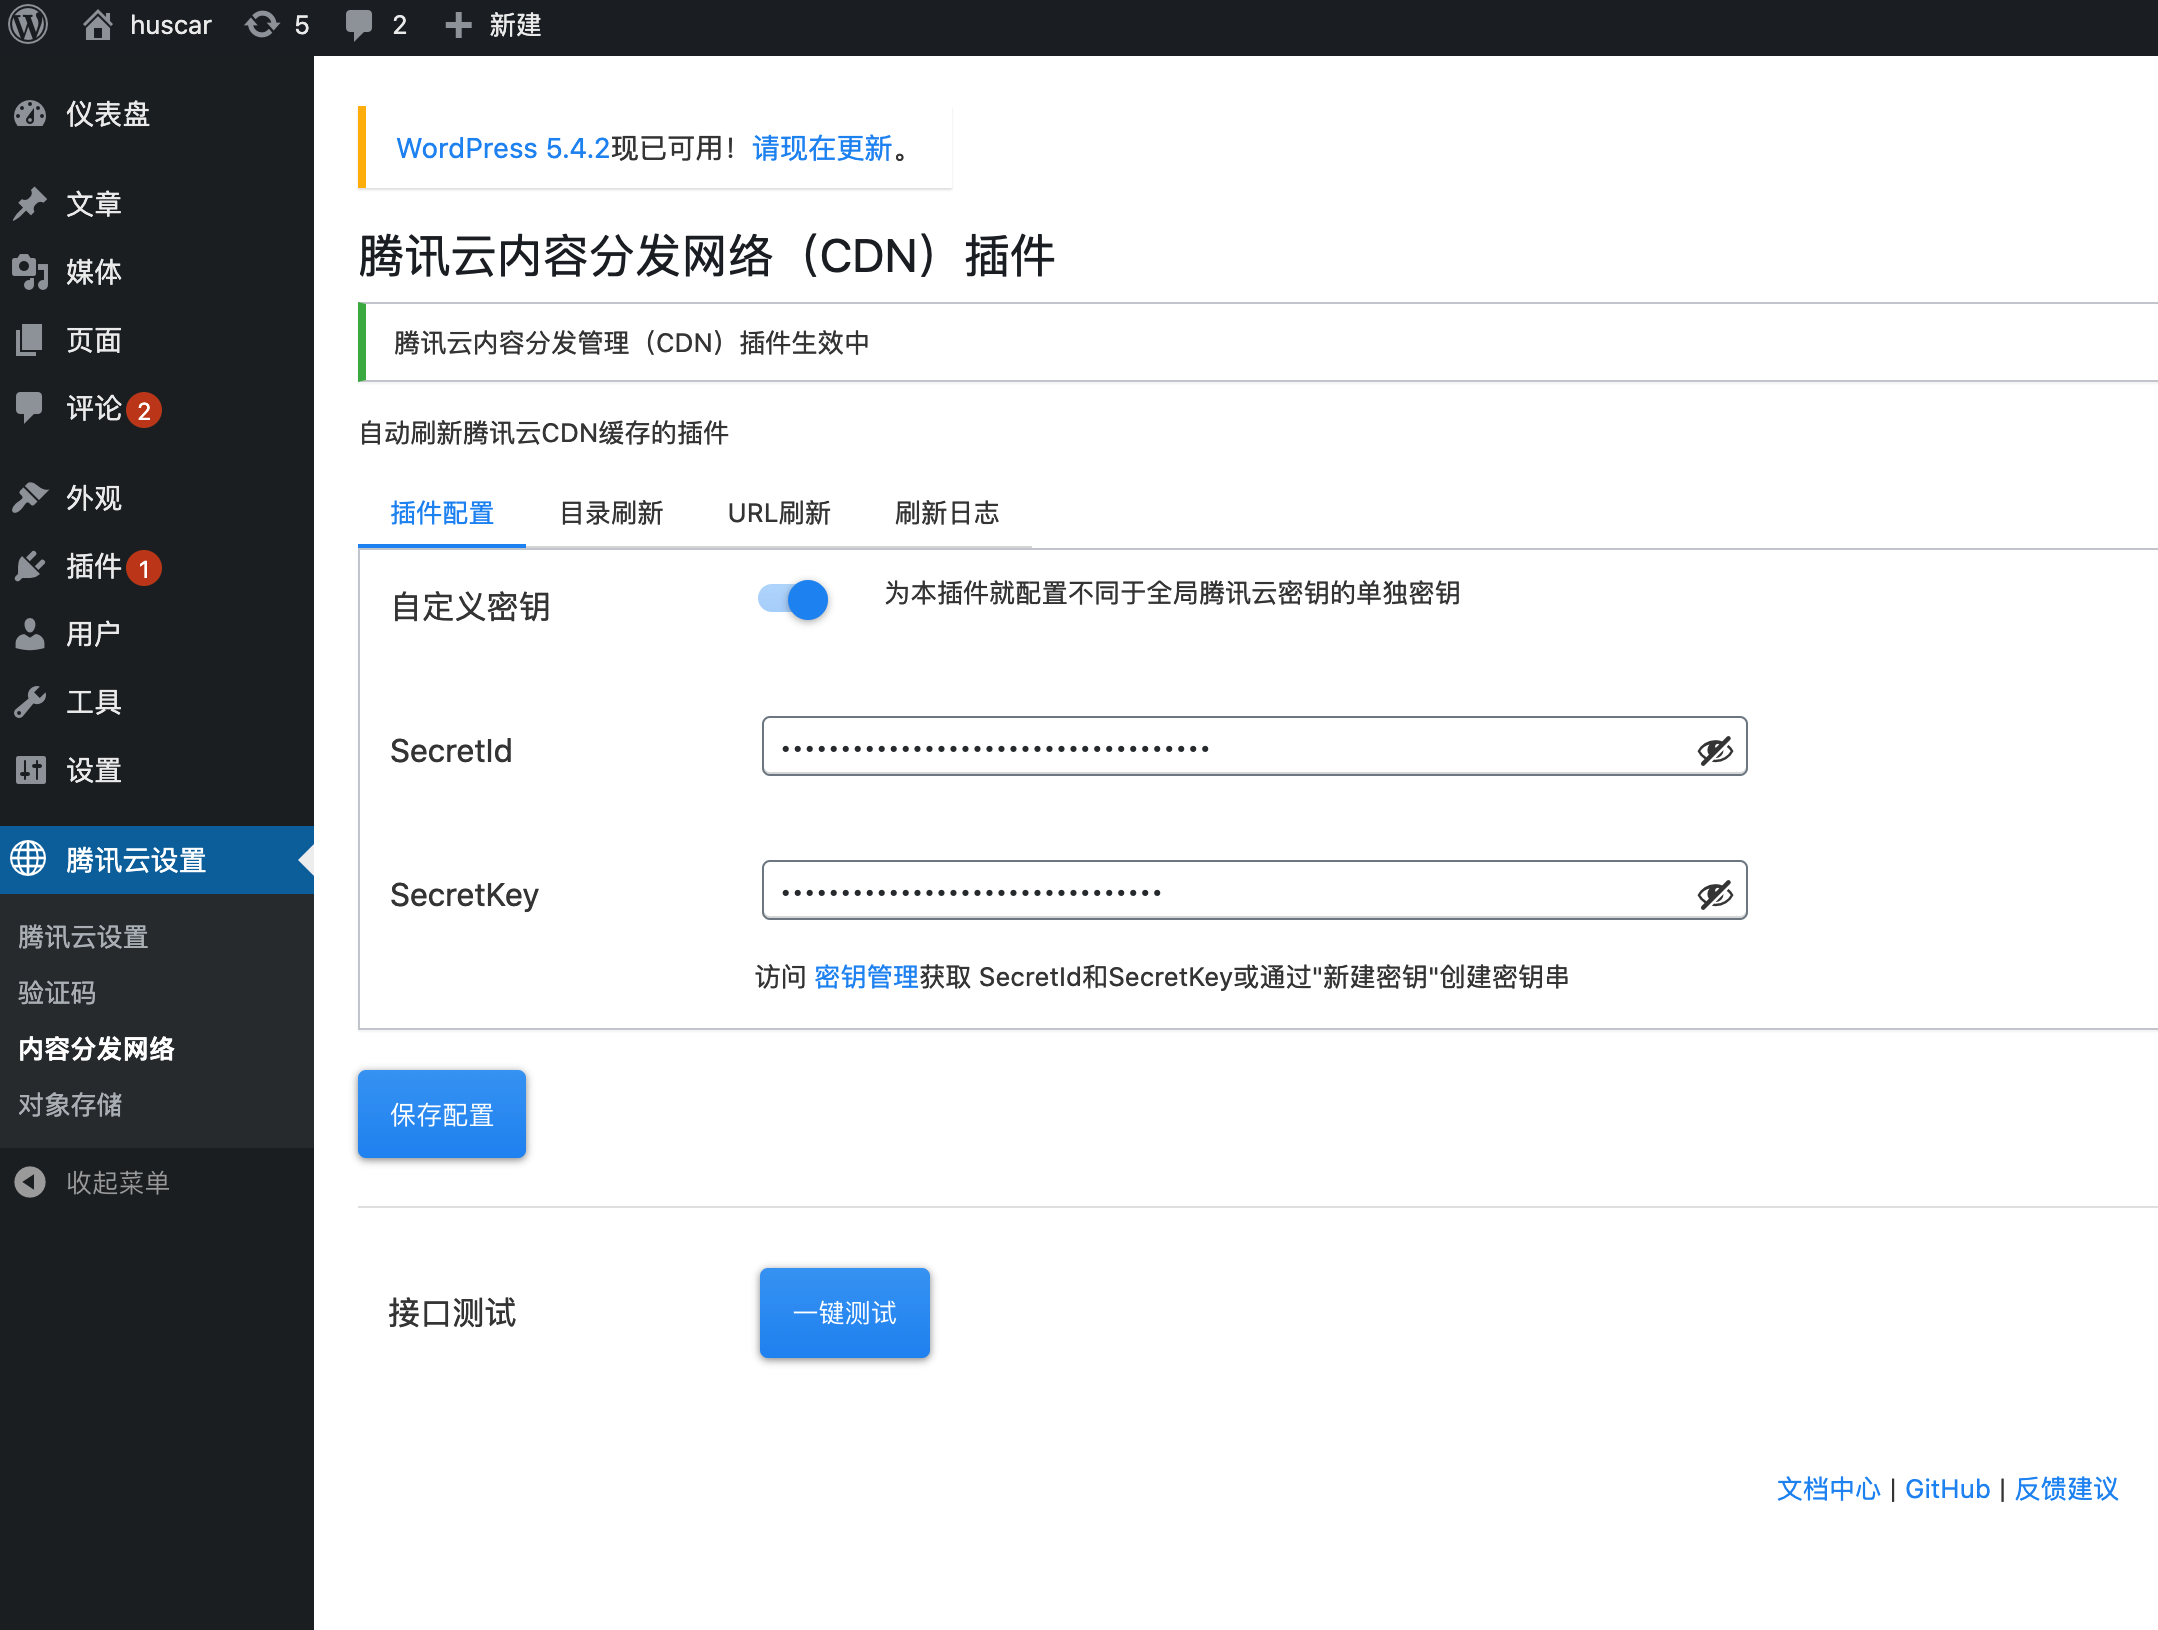 huscar 5 2 新建
仪表盘
文章
媒体
页面
评论 2
外观
插件 1
用户
工具
设置
腾讯云设置
腾讯云设置
验证码
内容分发网络
对象存储
收起菜单
WordPress 5.4.2现已可用！请现在更新。
腾讯云内容分发网络（CDN）插件
腾讯云内容分发管理（CDN）插件生效中
自动刷新腾讯云CDN缓存的插件
插件配置 目录刷新 URL刷新 刷新日志
自定义密钥 为本插件就配置不同于全局腾讯云密钥的单独密钥
SecretId
SecretKey
访问 密钥管理获取 SecretId和SecretKey或通过"新建密钥"创建密钥串
保存配置
接口测试 一键测试
文档中心 | GitHub | 反馈建议